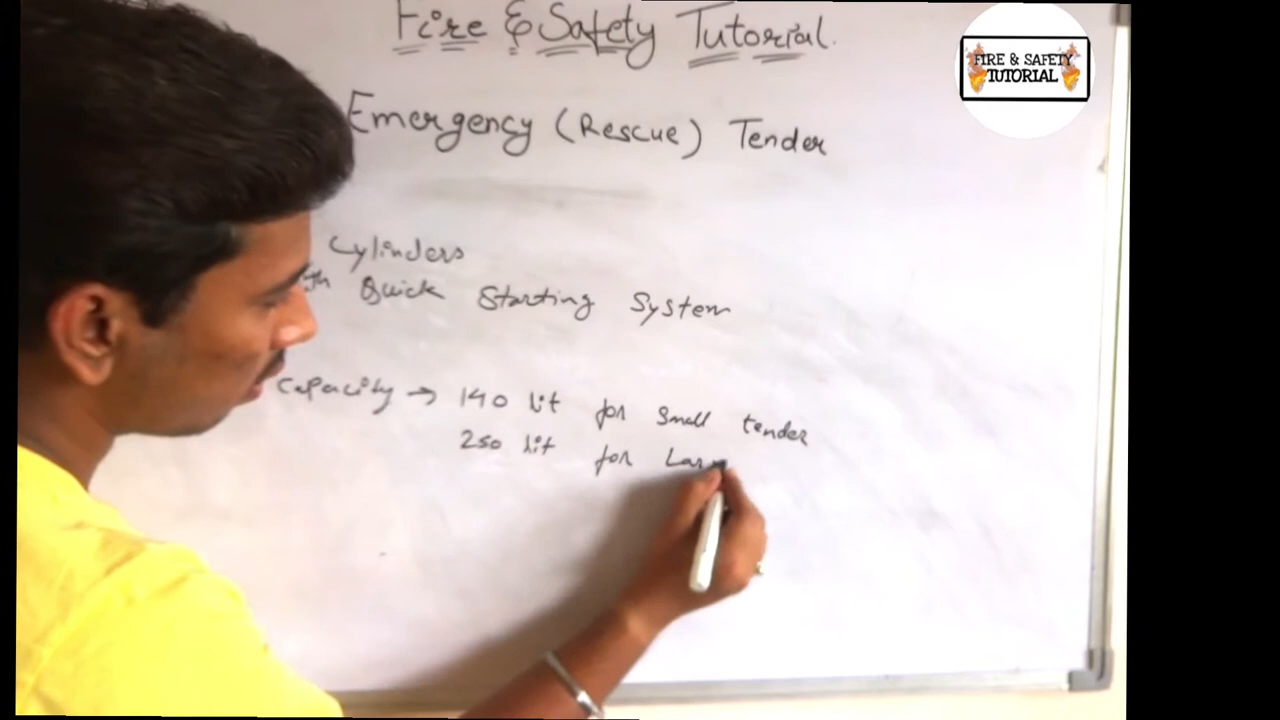 Fire & Safety Tutorial.
FIRE & SAFETY
TUTORIAL
Emergency (Rescue) Tender
Cylinders
Quick Starting System
Capacity → 140 lit for Small tender
250 lit for Lar